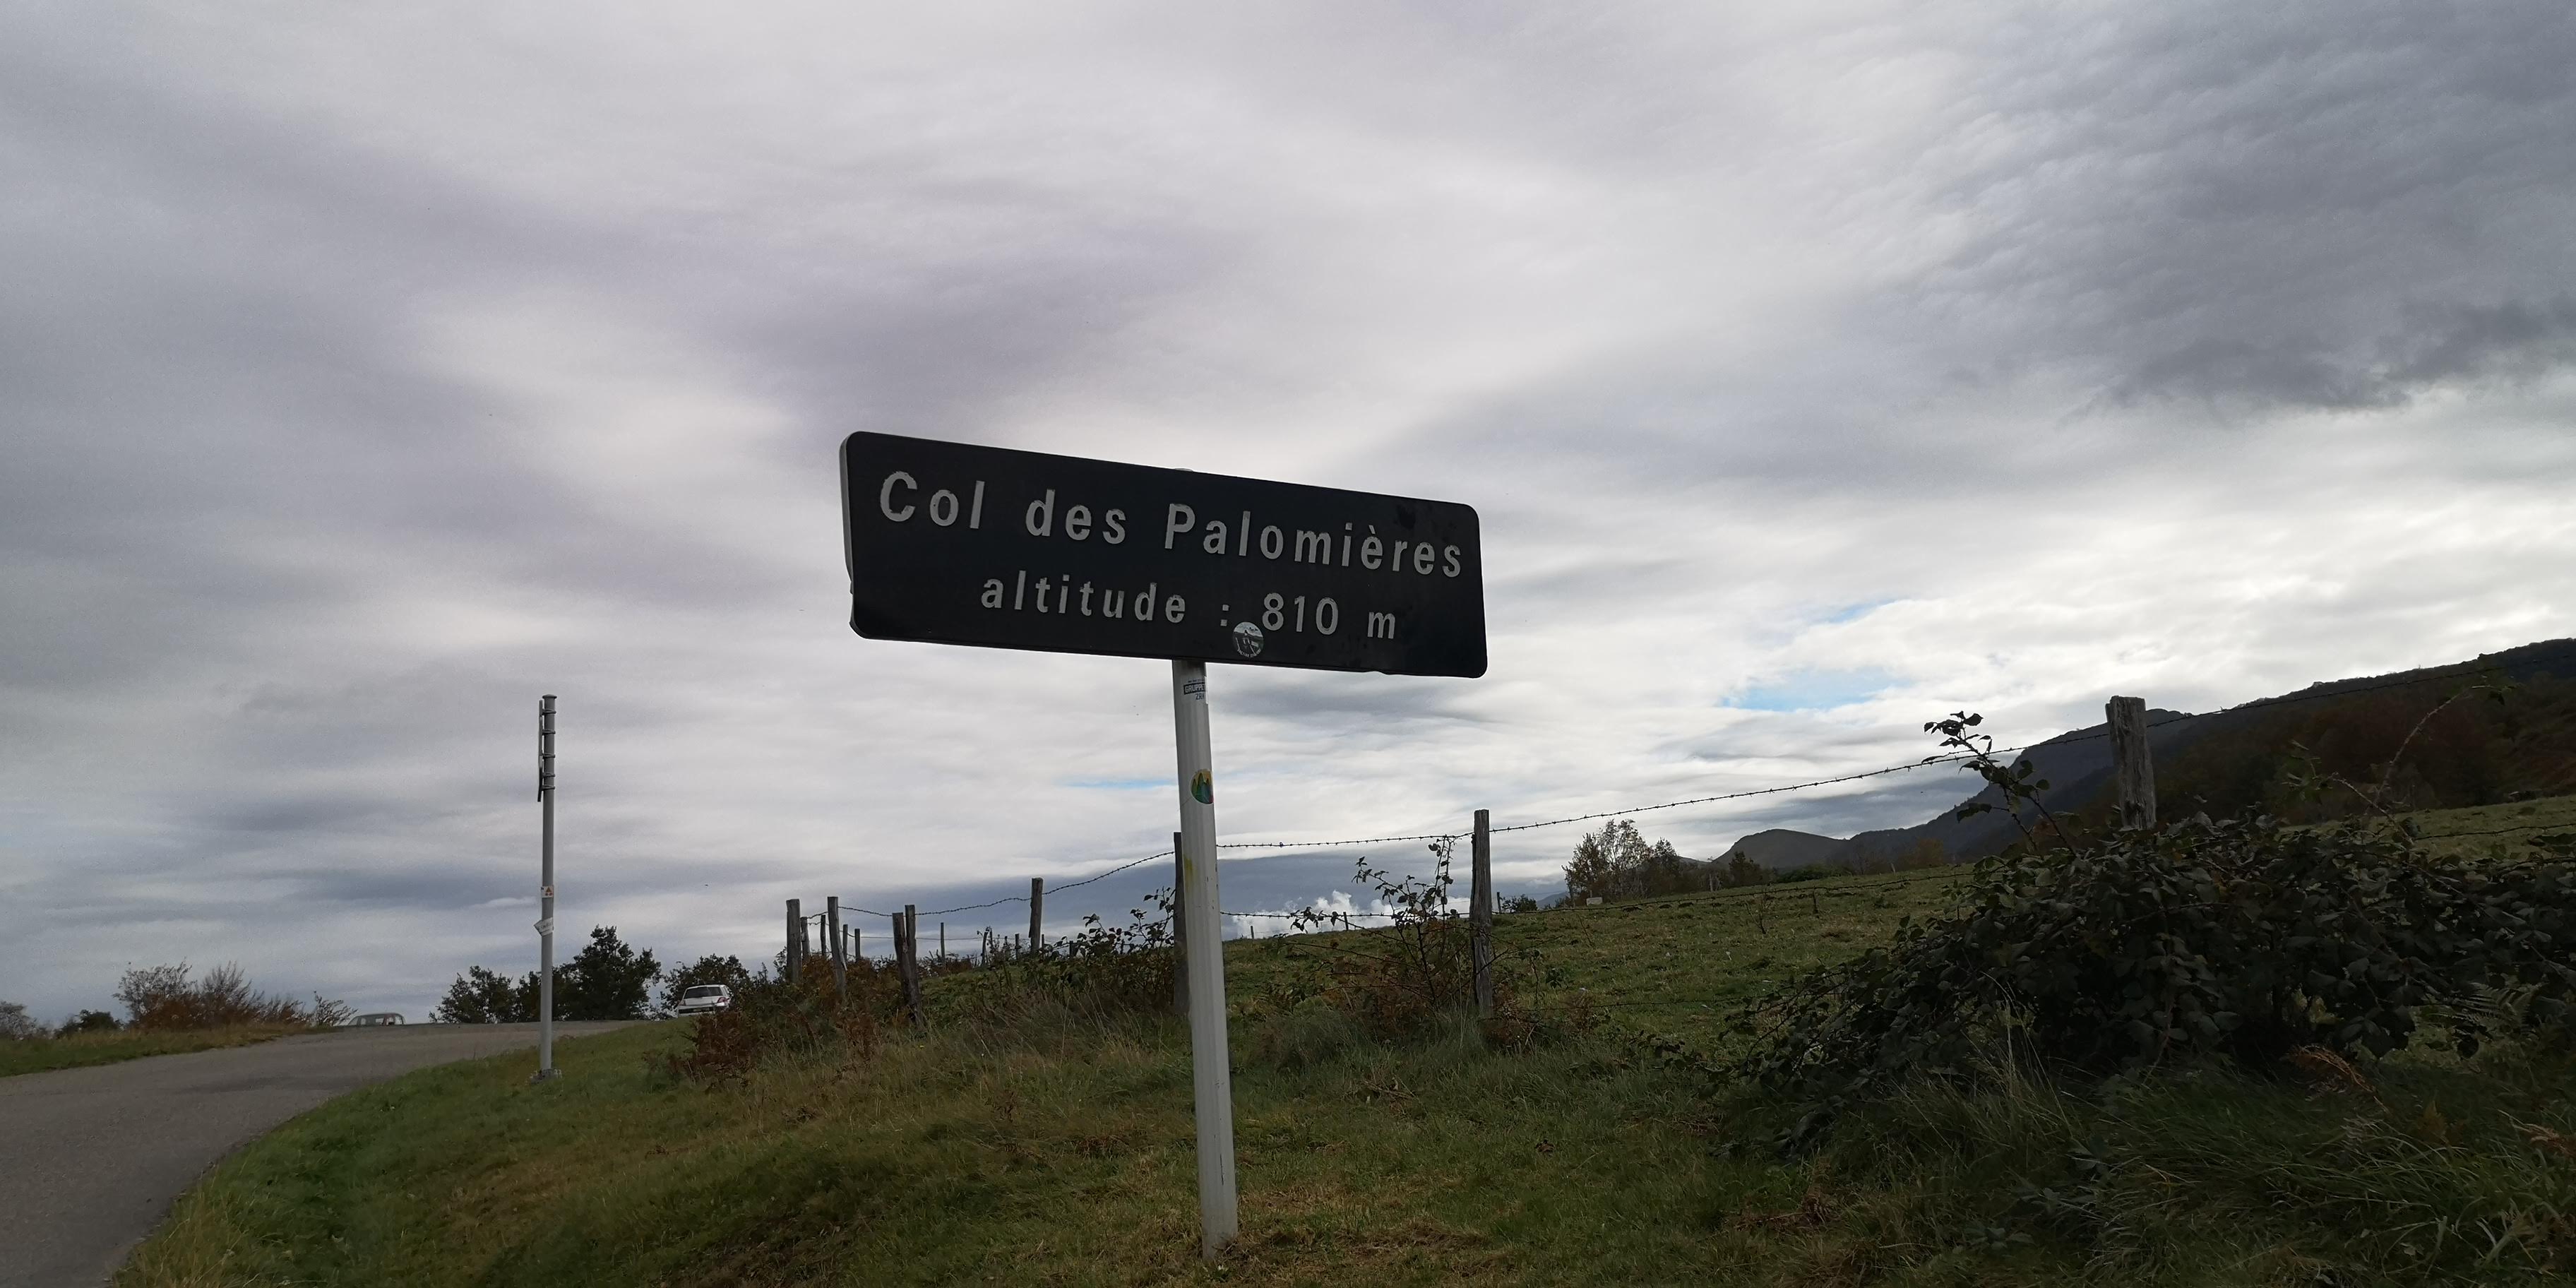 Col des Palomières
altitude : 810 m